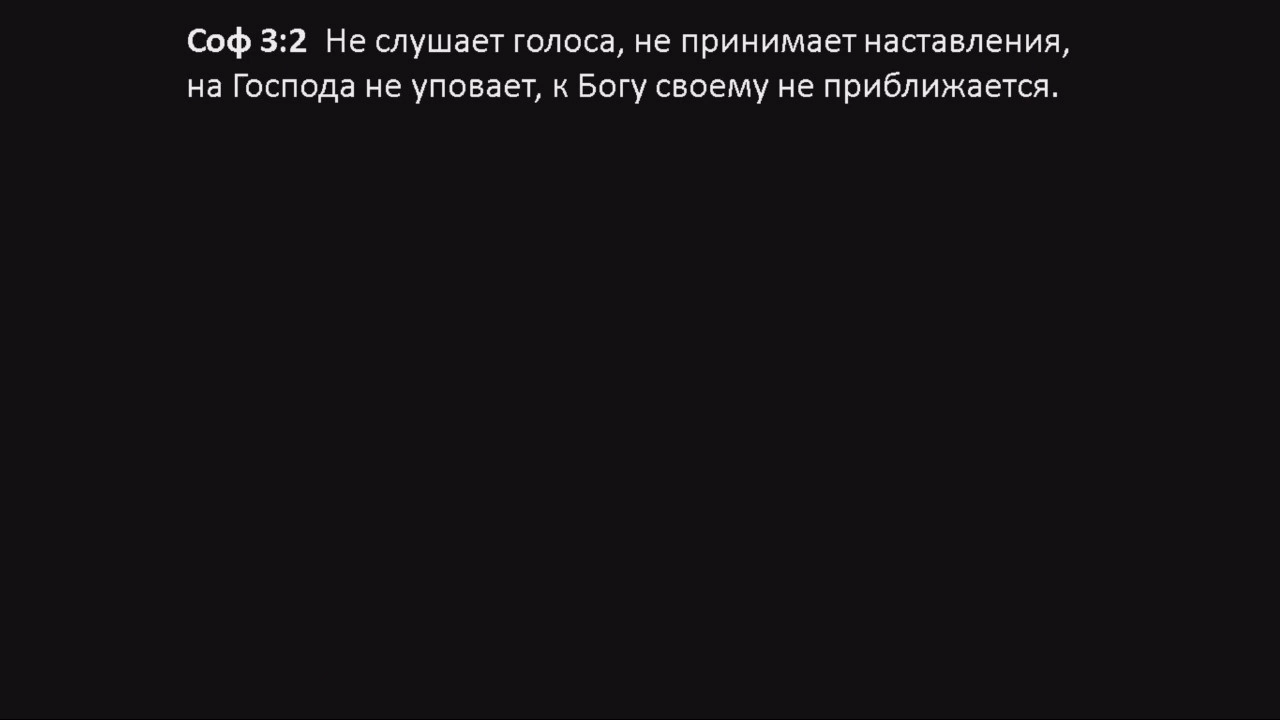 Соф 3:2 Не слушает голоса, не принимает наставления,
на Господа не уповает, к Богу своему не приближается.